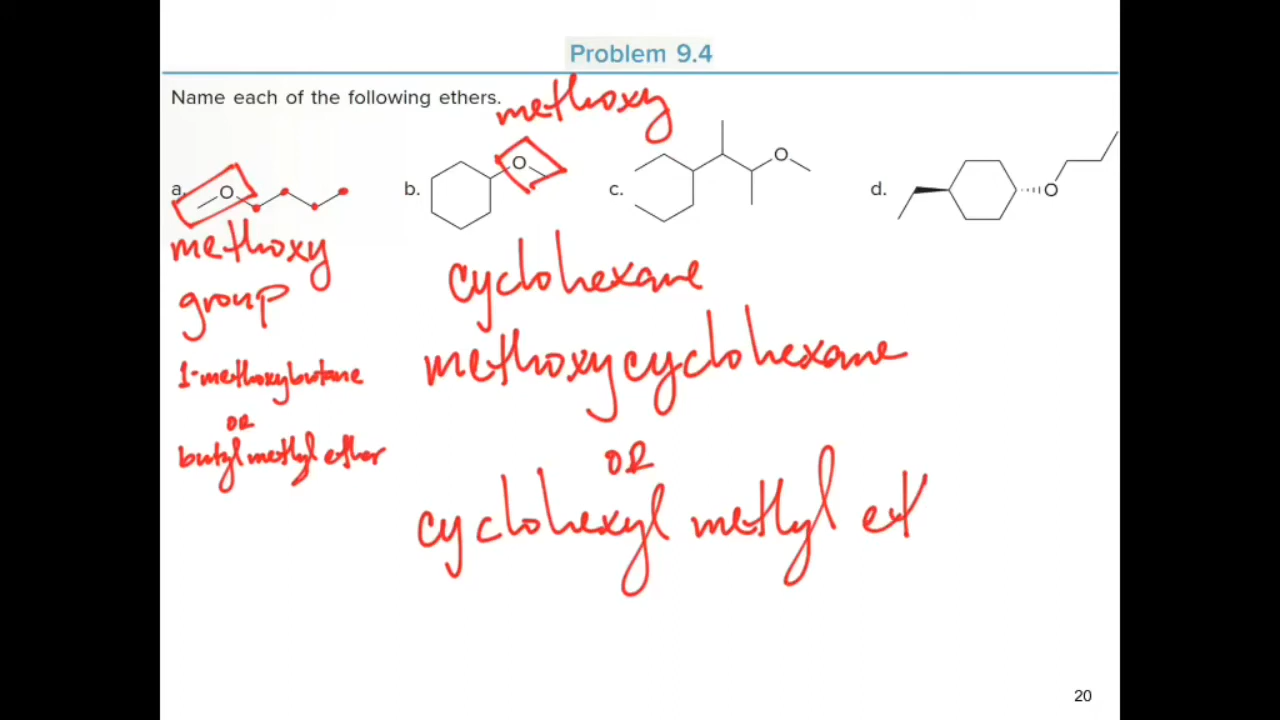 Problem 9.4
Name each of the following ethers.
methoxy
a.
O
b.
O
c.
O
d.
O
methoxy
group
1-methoxybutane
OR
butyl methyl ether
cyclohexane
methoxycyclohexane
OR
cyclohexyl methyl et
20